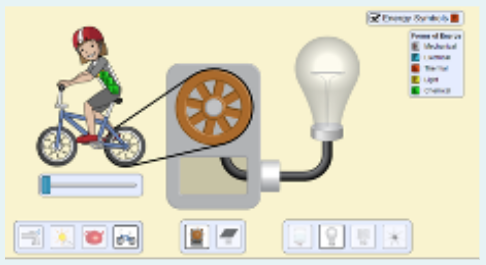 Energy Symbols
Forms of Energy
Mechanical
Electrical
Thermal
Light
Chemical